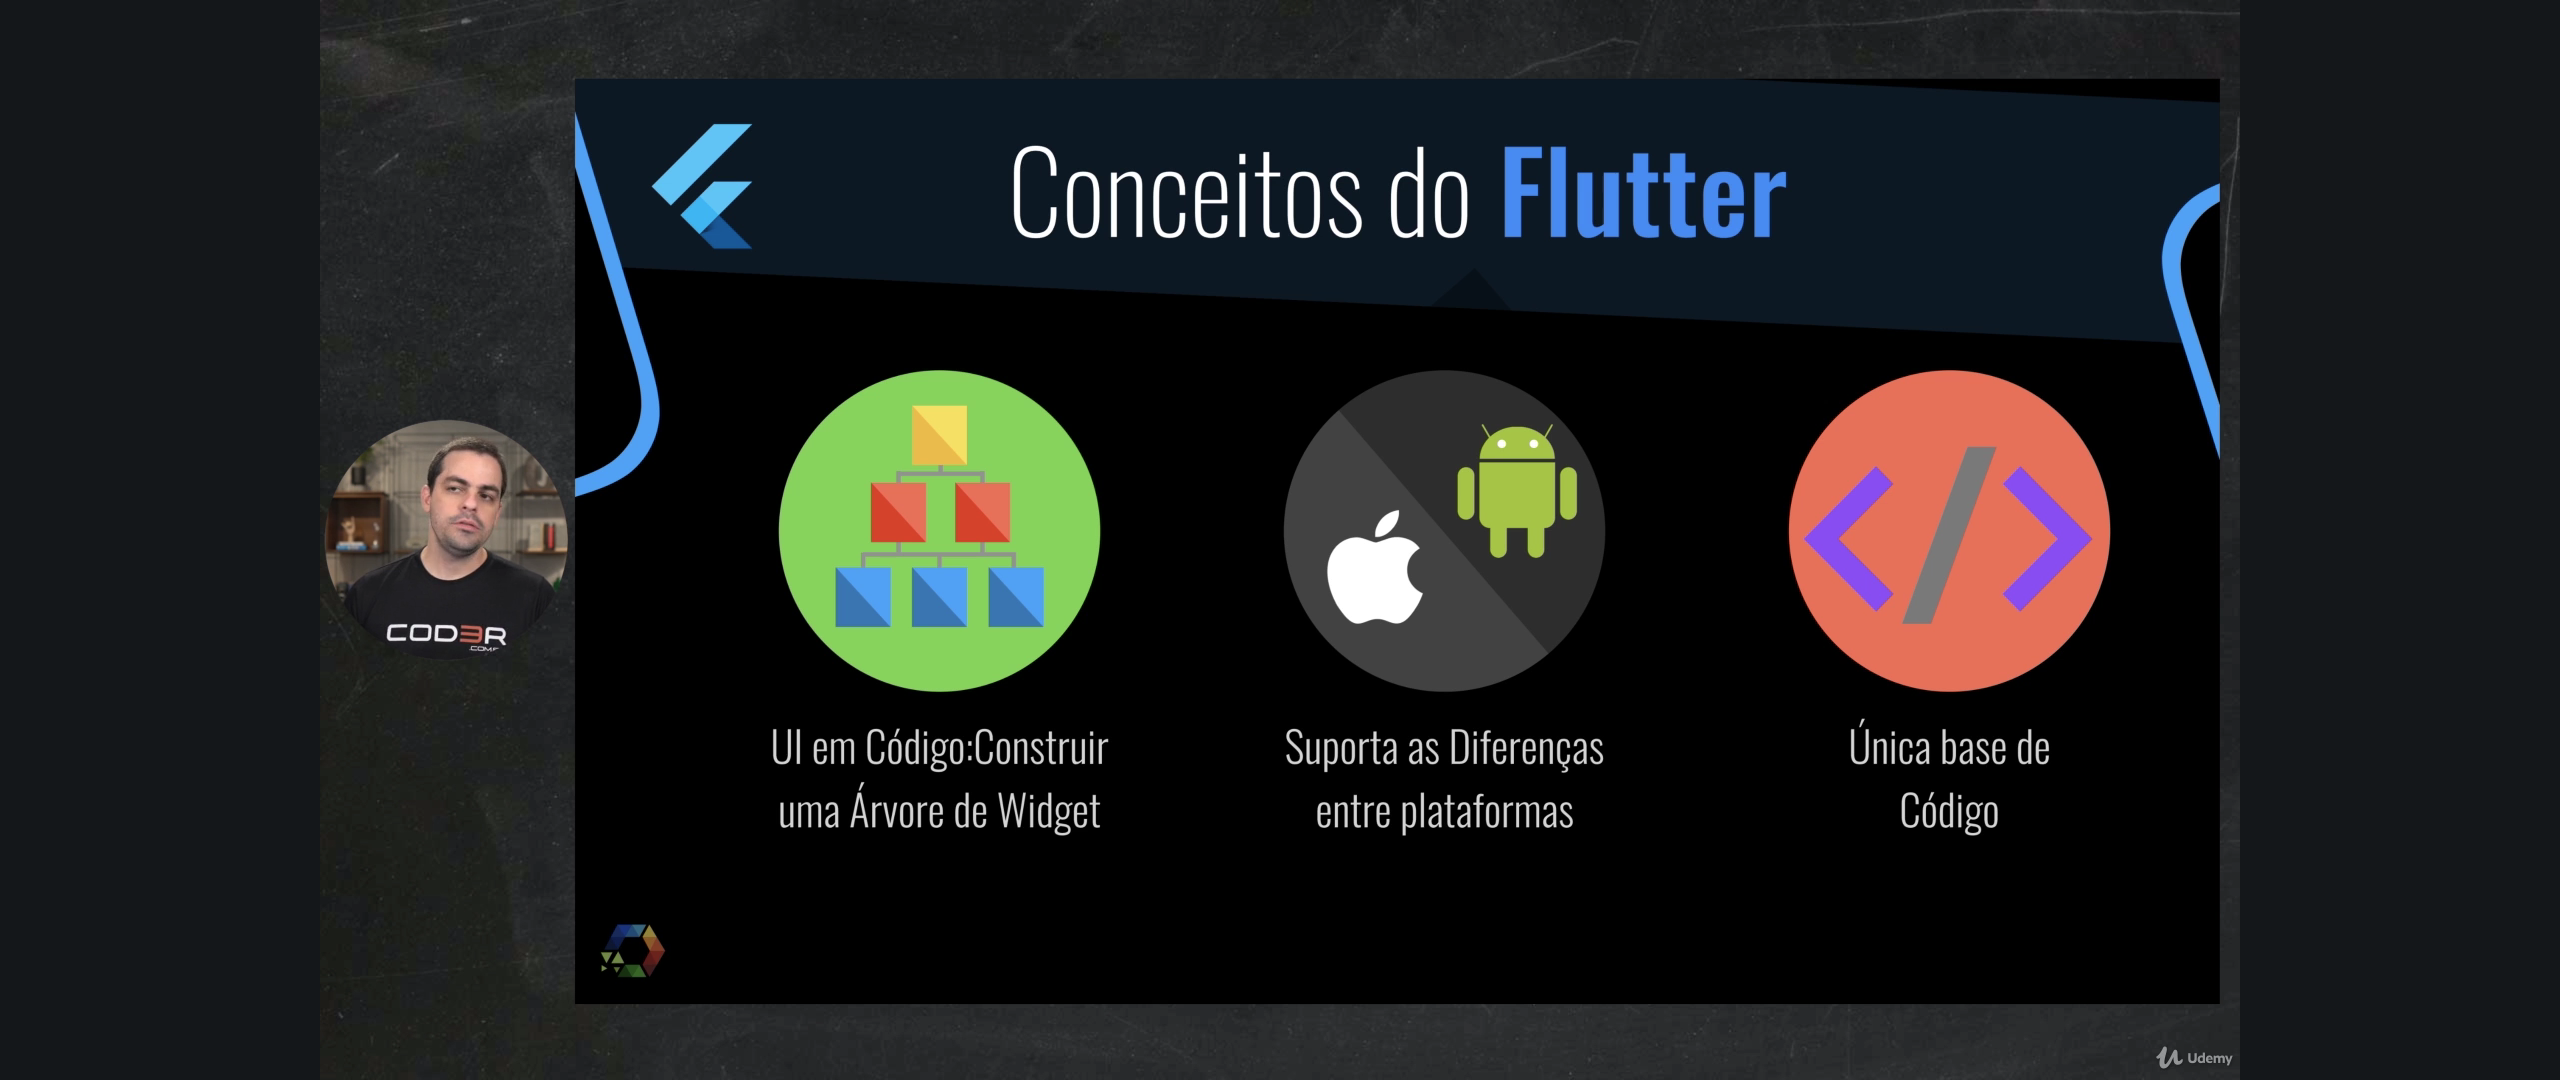 Conceitos do Flutter
UI em Código:Construir
uma Árvore de Widget
Suporta as Diferenças
entre plataformas
Única base de
Código
COD3R
.COM
Udemy